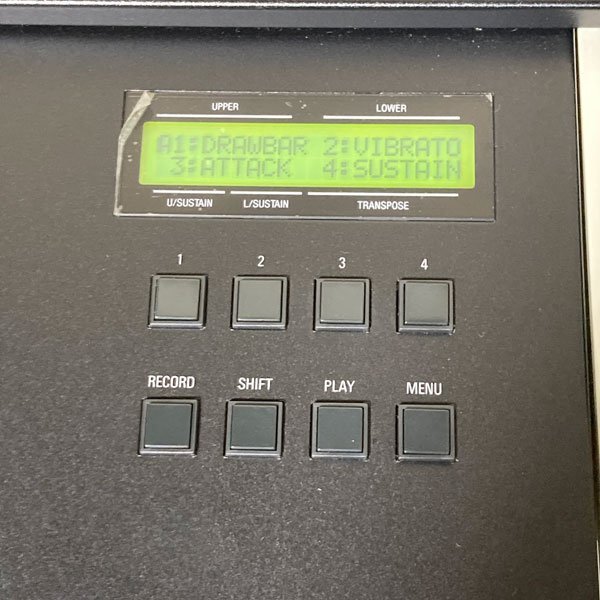 UPPER LOWER
A1:DRAWBAR 2:VIBRATO
3:ATTACK 4:SUSTAIN
U/SUSTAIN L/SUSTAIN TRANSPOSE
1 2 3 4
RECORD SHIFT PLAY MENU